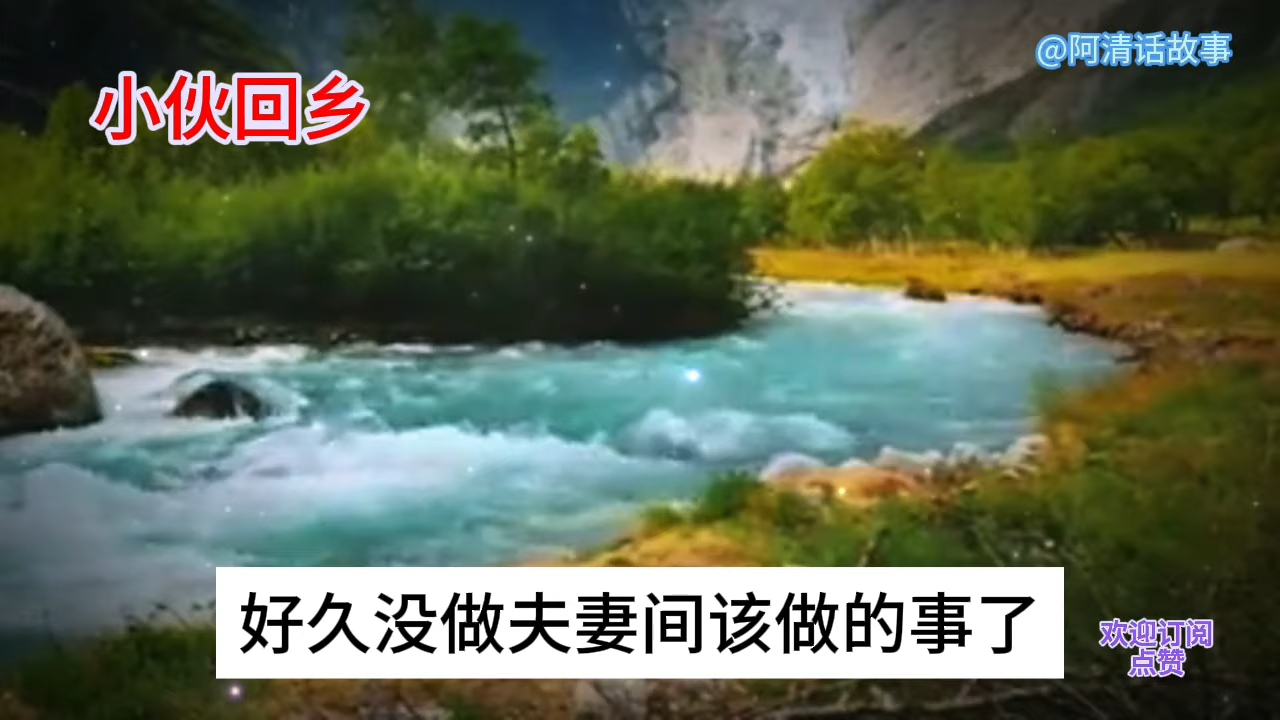 @阿清话故事
小伙回乡
好久没做夫妻间该做的事了
欢迎订阅
点赞